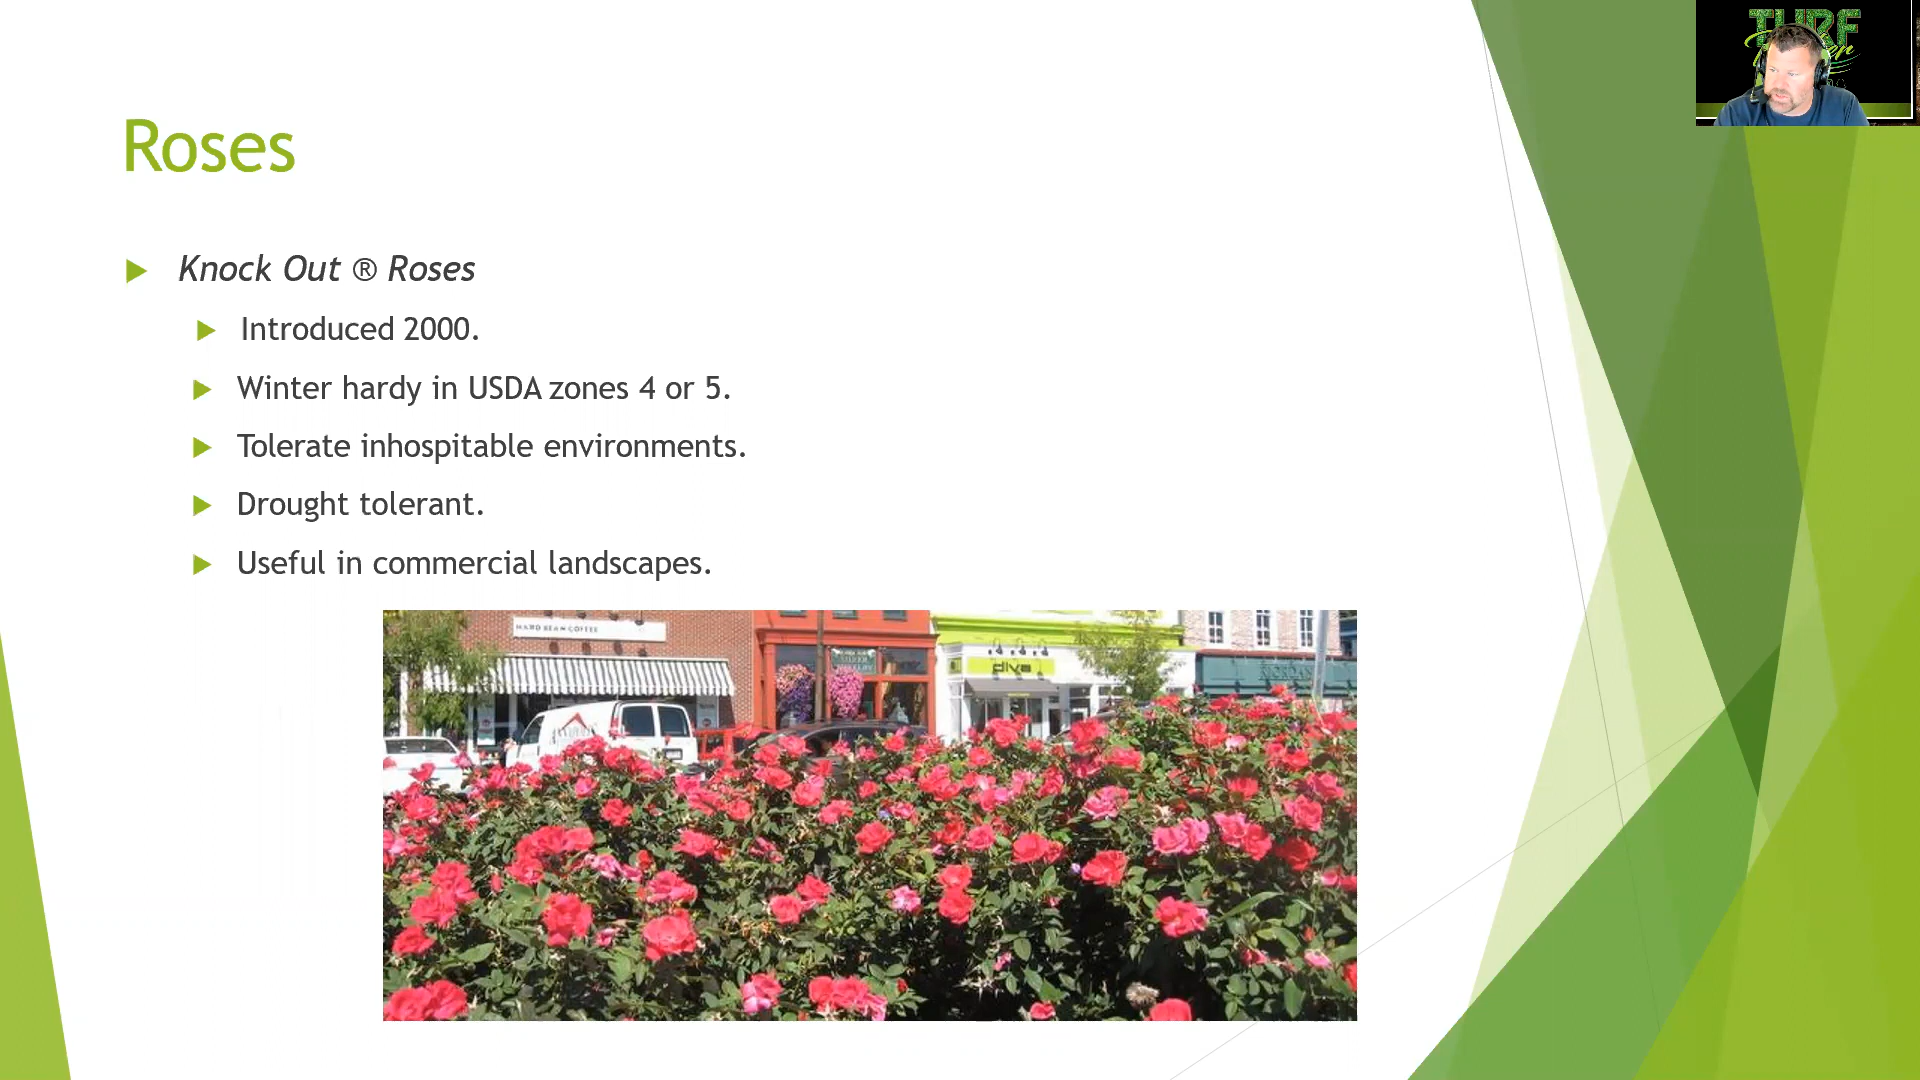 TURF
Roses
Knock Out ® Roses
Introduced 2000.
Winter hardy in USDA zones 4 or 5.
Tolerate inhospitable environments.
Drought tolerant.
Useful in commercial landscapes.
HARD BEAN COFFEE
diva